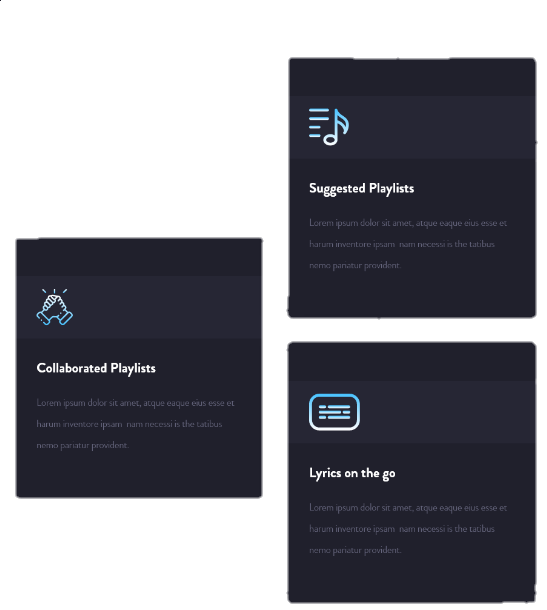 Suggested Playlists
Lorem ipsum dolor sit amet, atque eaque eius esse et
harum inventore ipsam nam necessi is the tatibus
nemo pariatur provident.
Collaborated Playlists
Lorem ipsum dolor sit amet, atque eaque eius esse et
harum inventore ipsam nam necessi is the tatibus
nemo pariatur provident.
Lyrics on the go
Lorem ipsum dolor sit amet, atque eaque eius esse et
harum inventore ipsam nam necessi is the tatibus
nemo pariatur provident.